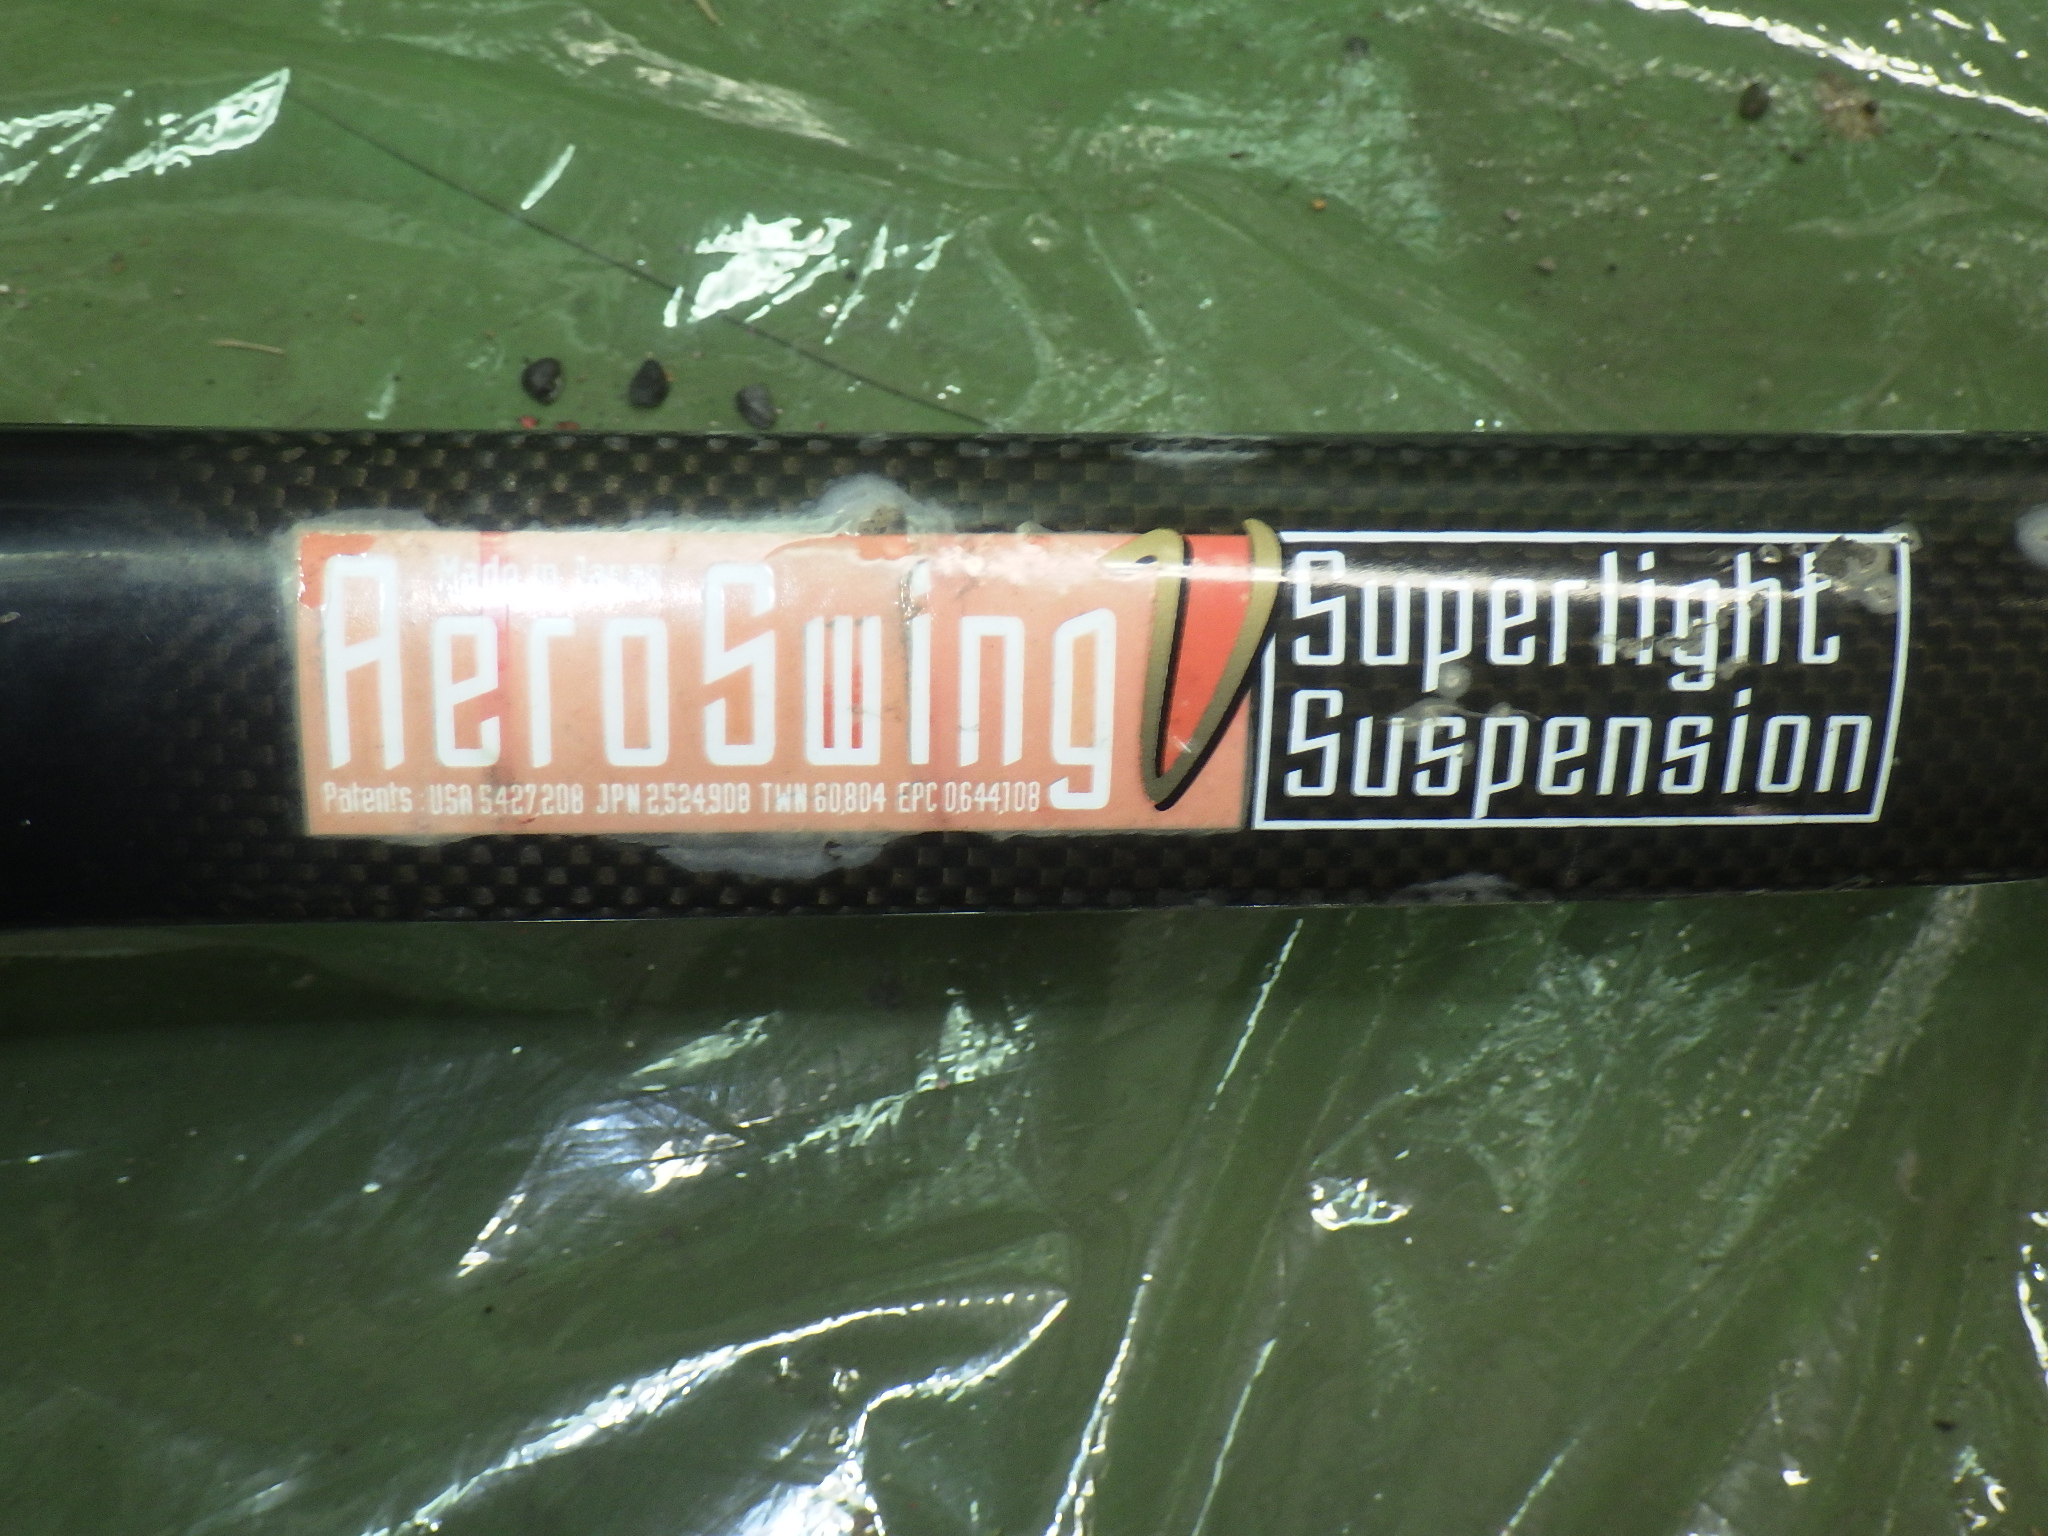 Made in Japan
AeroSwing
Patents : USA 5,427,208 JPN 2,524,908 TWN 60,804 EPC 0,644,108
Superlight
Suspension